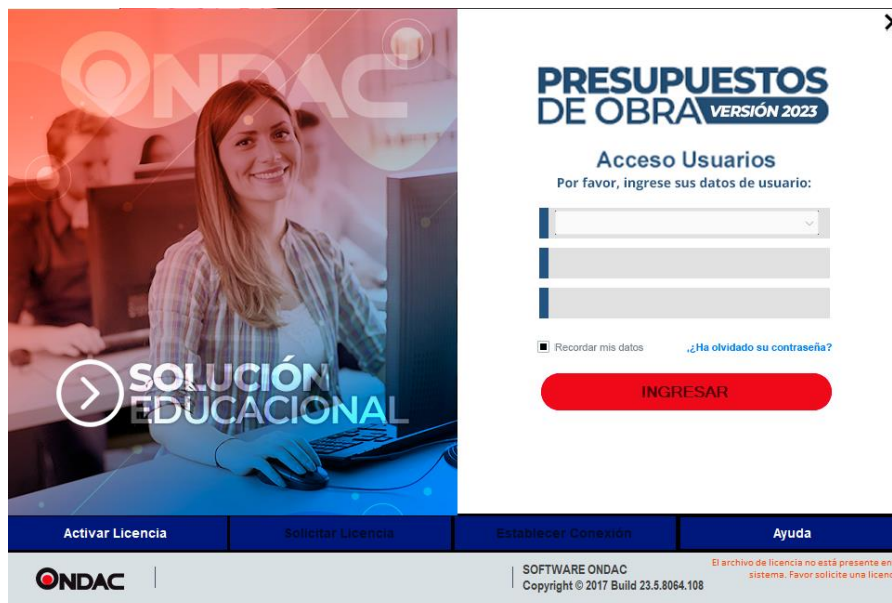 ONDAC
SOLUCIÓN
EDUCACIONAL
PRESUPUESTOS
DE OBRA VERSIÓN 2023
Acceso Usuarios
Por favor, ingrese sus datos de usuario:
Recordar mis datos
,¿Ha olvidado su contraseña?
INGRESAR
Activar Licencia
Solicitar Licencia
Establecer Conexión
Ayuda
ONDAC
SOFTWARE ONDAC
Copyright © 2017 Build 23.5.8064.108
El archivo de licencia no está presente en
sistema. Favor solicite una licenc